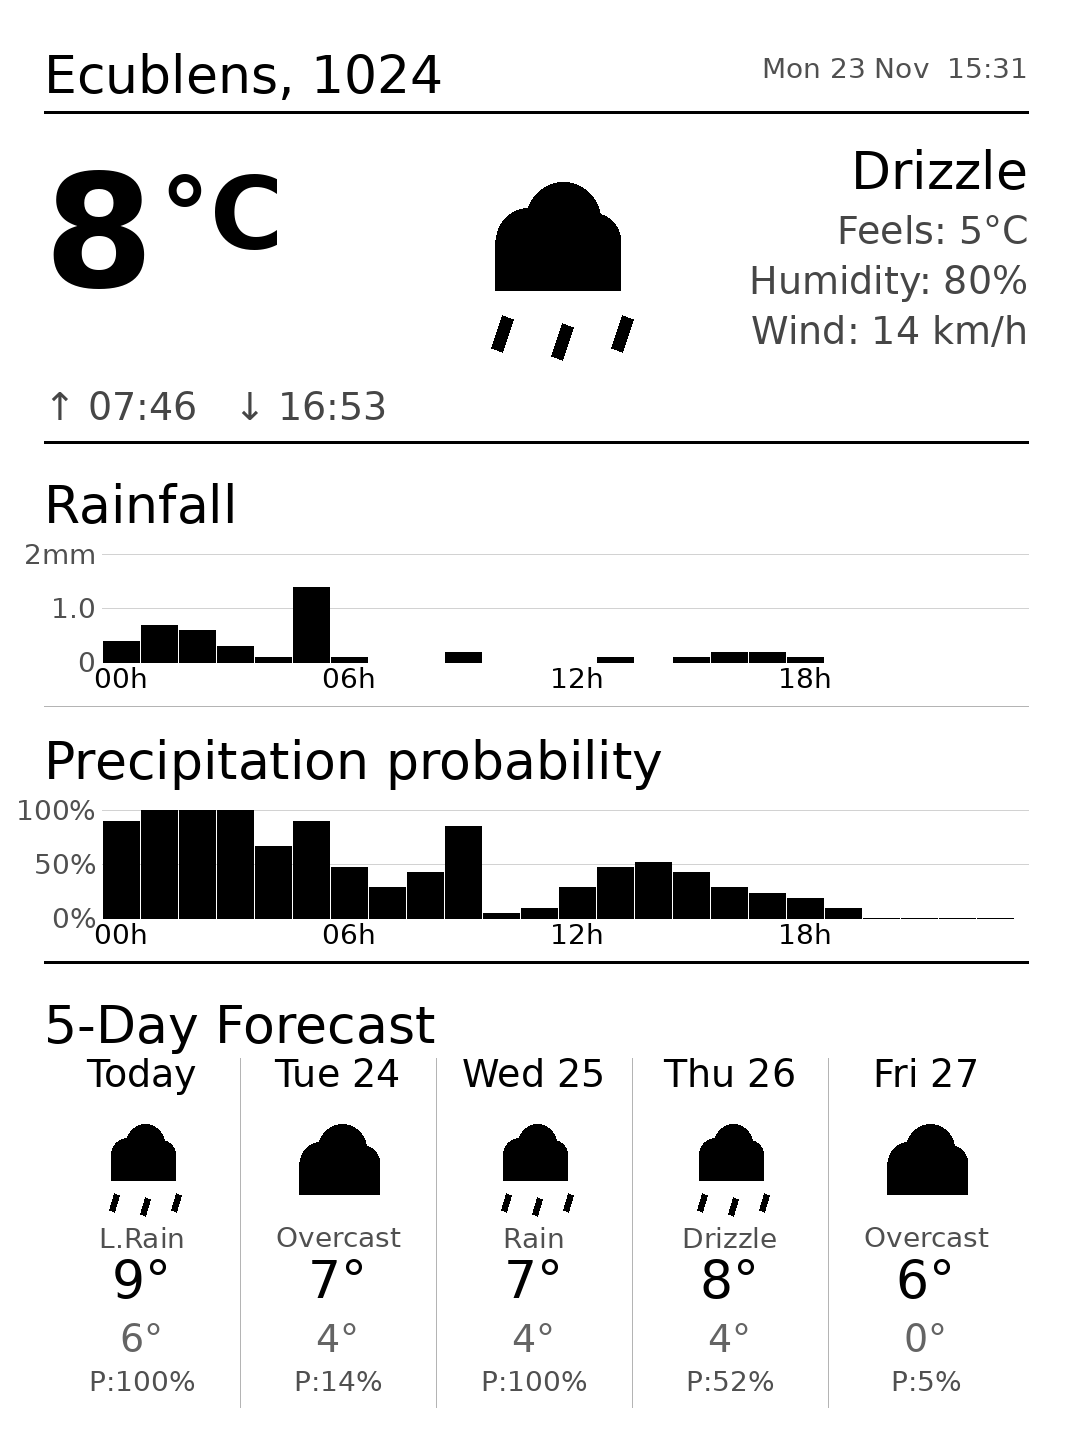 Ecublens, 1024
Mon 23 Nov  15:31
8°C
Drizzle
Feels: 5°C
Humidity: 80%
Wind: 14 km/h
↑ 07:46   ↓ 16:53
Rainfall
2mm
1.0
0
00h 06h 12h 18h
Precipitation probability
100%
50%
0%
00h 06h 12h 18h
5-Day Forecast
Today Tue 24 Wed 25 Thu 26 Fri 27
L.Rain Overcast Rain Drizzle Overcast
9° 7° 7° 8° 6°
6° 4° 4° 4° 0°
P:100% P:14% P:100% P:52% P:5%